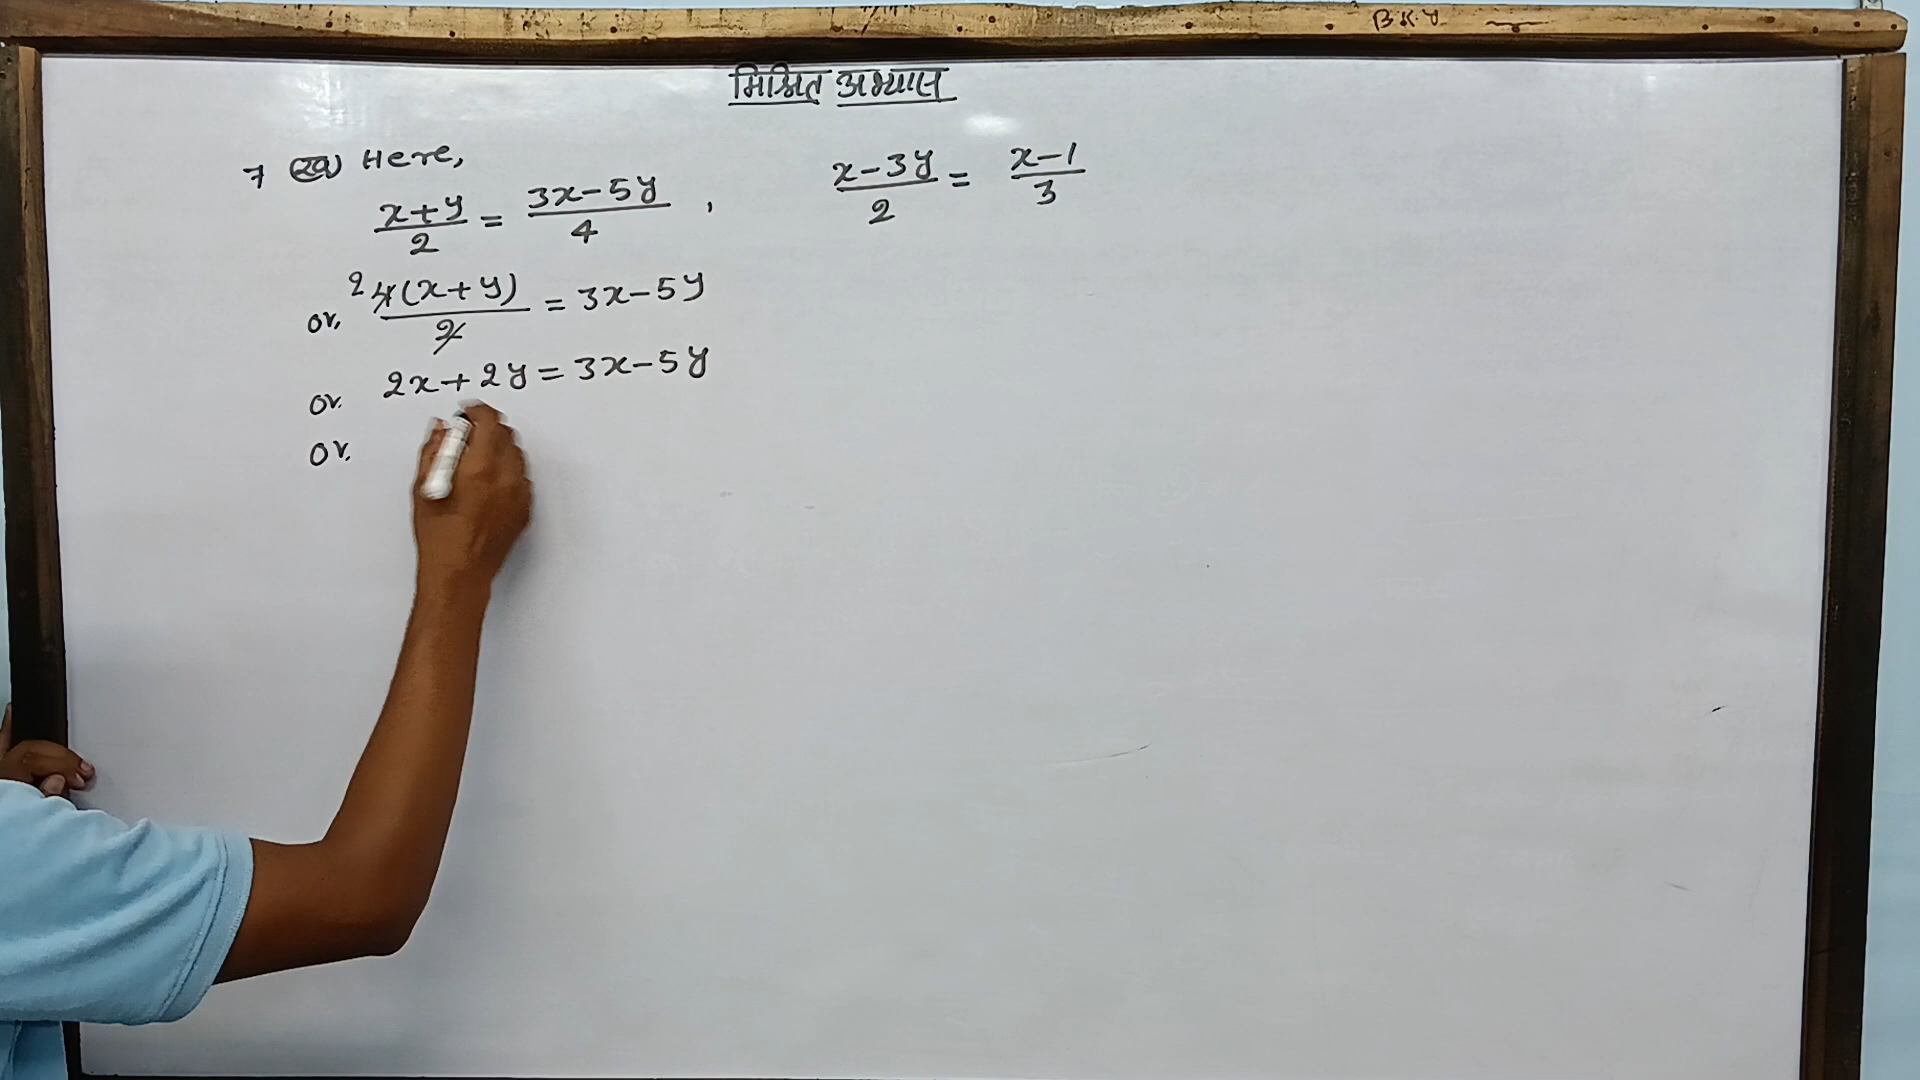 B.K.Y
मिश्रित अभ्यास
7 (ख) Here,
x+y/2 = 3x-5y/4 , x-3y/2 = x-1/3
or, 2 4(x+y)/2 = 3x-5y
or. 2x+2y=3x-5y
or.